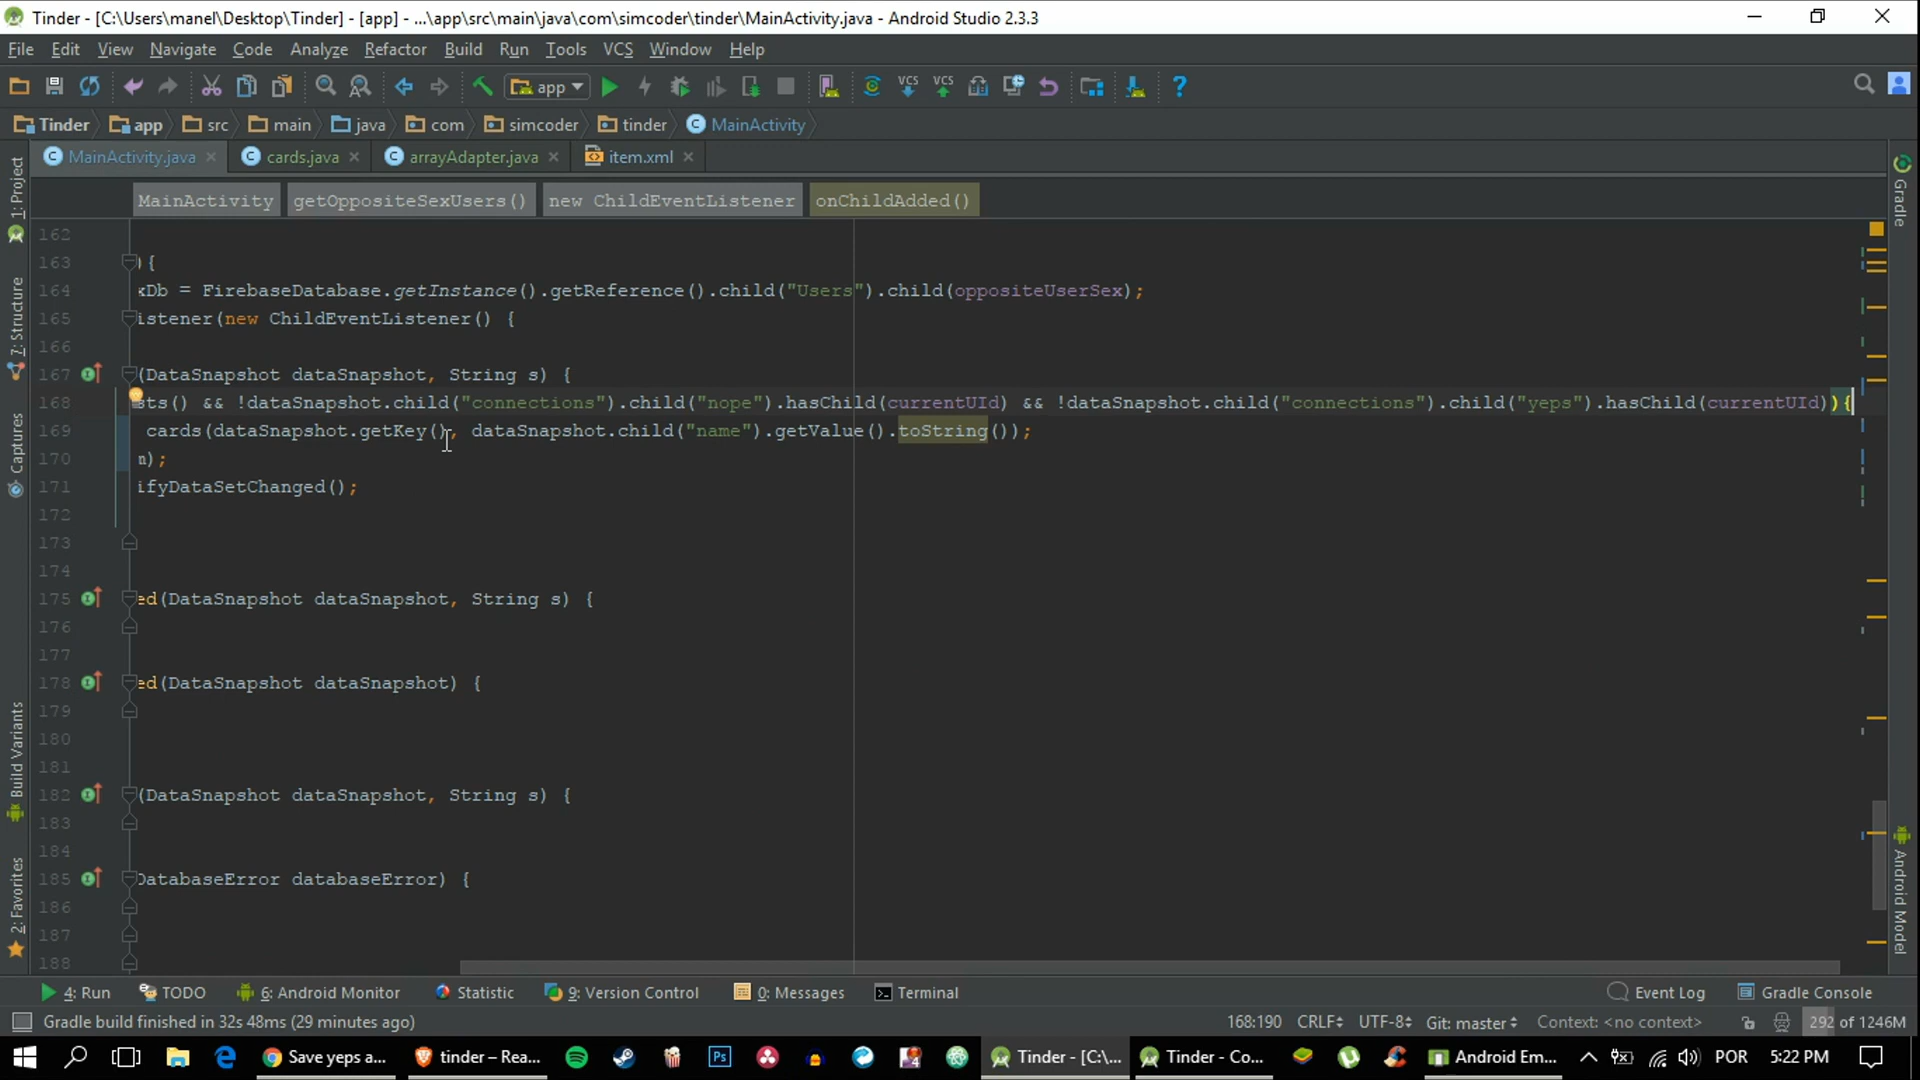 Tinder - [C:\Users\manel\Desktop\Tinder] - [app] - ...\app\src\main\java\com\simcoder\tinder\MainActivity.java - Android Studio 2.3.3
File Edit View Navigate Code Analyze Refactor Build Run Tools VCS Window Help
app VCS VCS ?
Tinder app src main java com simcoder tinder MainActivity
MainActivity.java cards.java arrayAdapter.java item.xml
MainActivity getOppositeSexUsers() new ChildEventListener onChildAdded()
162
163 ){
164 xDb = FirebaseDatabase.getInstance().getReference().child("Users").child(oppositeUserSex);
165 istener(new ChildEventListener() {
166
167 (DataSnapshot dataSnapshot, String s) {
168 sts() && !dataSnapshot.child("connections").child("nope").hasChild(currentUId) && !dataSnapshot.child("connections").child("yeps").hasChild(currentUId)){
169 cards(dataSnapshot.getKey(), dataSnapshot.child("name").getValue().toString());
170 m);
171 ifyDataSetChanged();
172
173
174
175 ed(DataSnapshot dataSnapshot, String s) {
176
177
178 ed(DataSnapshot dataSnapshot) {
179
180
181
182 (DataSnapshot dataSnapshot, String s) {
183
184
185 DatabaseError databaseError) {
186
187
188
1: Project
7: Structure
Captures
Build Variants
2: Favorites
Gradle
Android Model
4: Run TODO 6: Android Monitor Statistic 9: Version Control 0: Messages Terminal Event Log Gradle Console
Gradle build finished in 32s 48ms (29 minutes ago) 168:190 CRLF UTF-8 Git: master Context: <no context> 292 of 1246M
Save yeps a... tinder – Rea... Ps Tinder - [C:\... Tinder - Co... Android Em... POR 5:22 PM